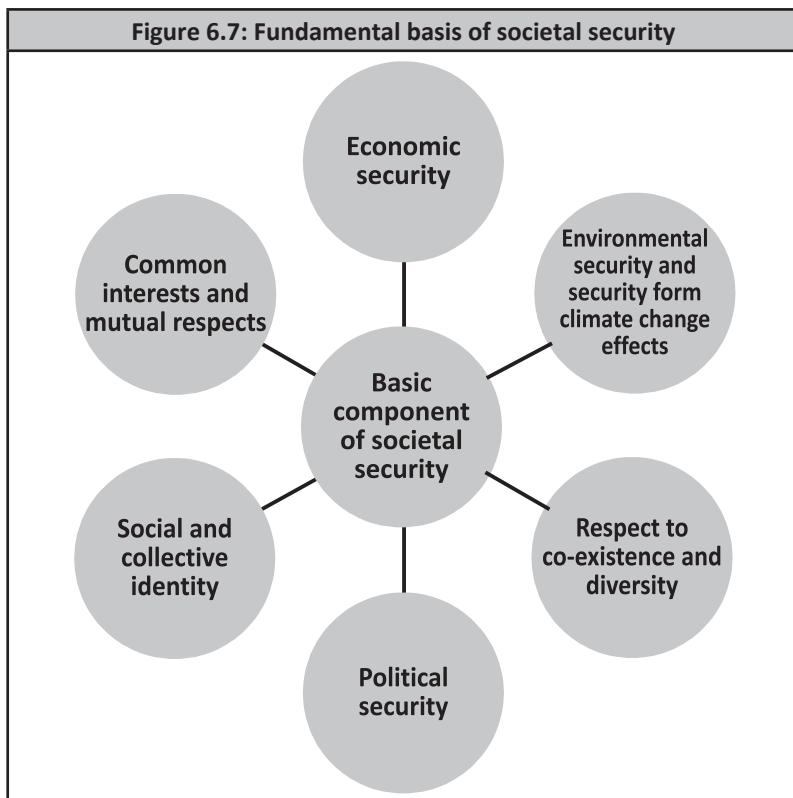 Figure 6.7: Fundamental basis of societal security
Economic
security
Environmental
security and
security form
climate change
effects
Common
interests and
mutual respects
Basic
component
of societal
security
Social and
collective
identity
Respect to
co-existence and
diversity
Political
security